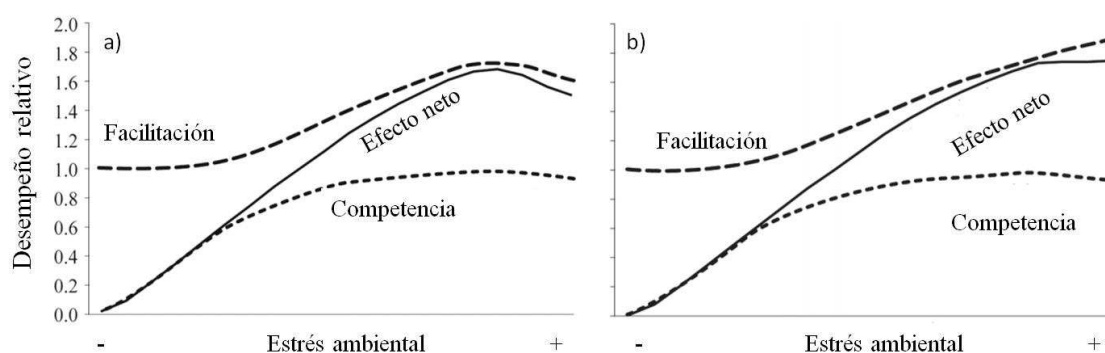 Desempeño relativo
2.0
1.8
1.6
1.4
1.2
1.0
0.8
0.6
0.4
0.2
0.0
a)
Facilitación
Efecto neto
Competencia
-
Estrés ambiental
+
b)
Facilitación
Efecto neto
Competencia
-
Estrés ambiental
+